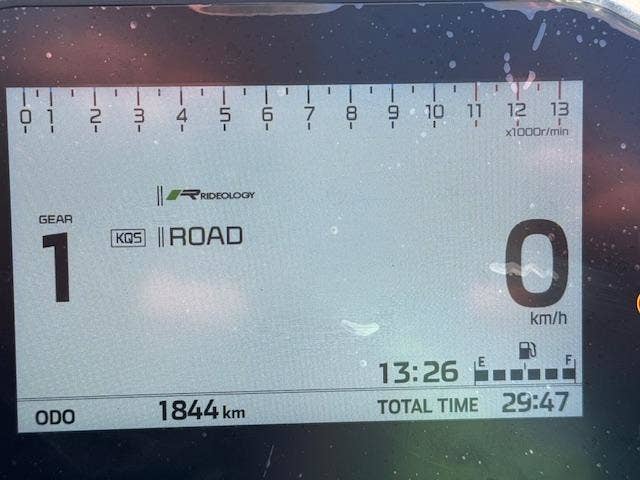 0 1 2 3 4 5 6 7 8 9 10 11 12 13
x1000r/min
RIDEOLOGY
GEAR
1
KQS ROAD
0
km/h
13:26 E F
ODO 1844 km TOTAL TIME 29:47